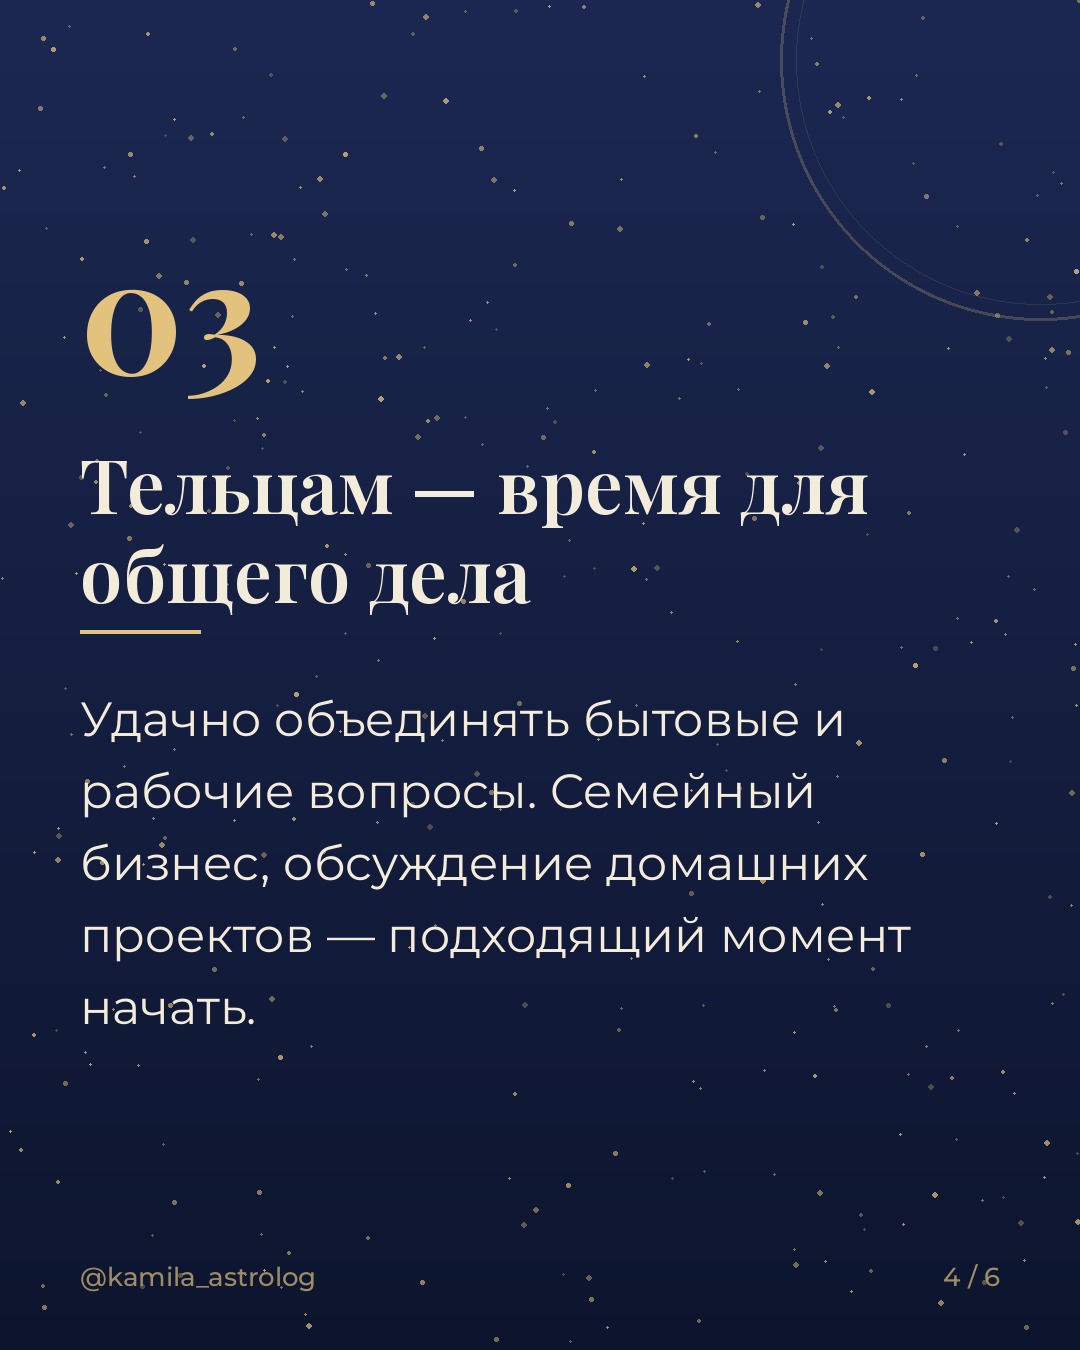 03
Тельцам — время для
общего дела
Удачно объединять бытовые и
рабочие вопросы. Семейный
бизнес, обсуждение домашних
проектов — подходящий момент
начать.
@kamila_astrolog
4 / 6